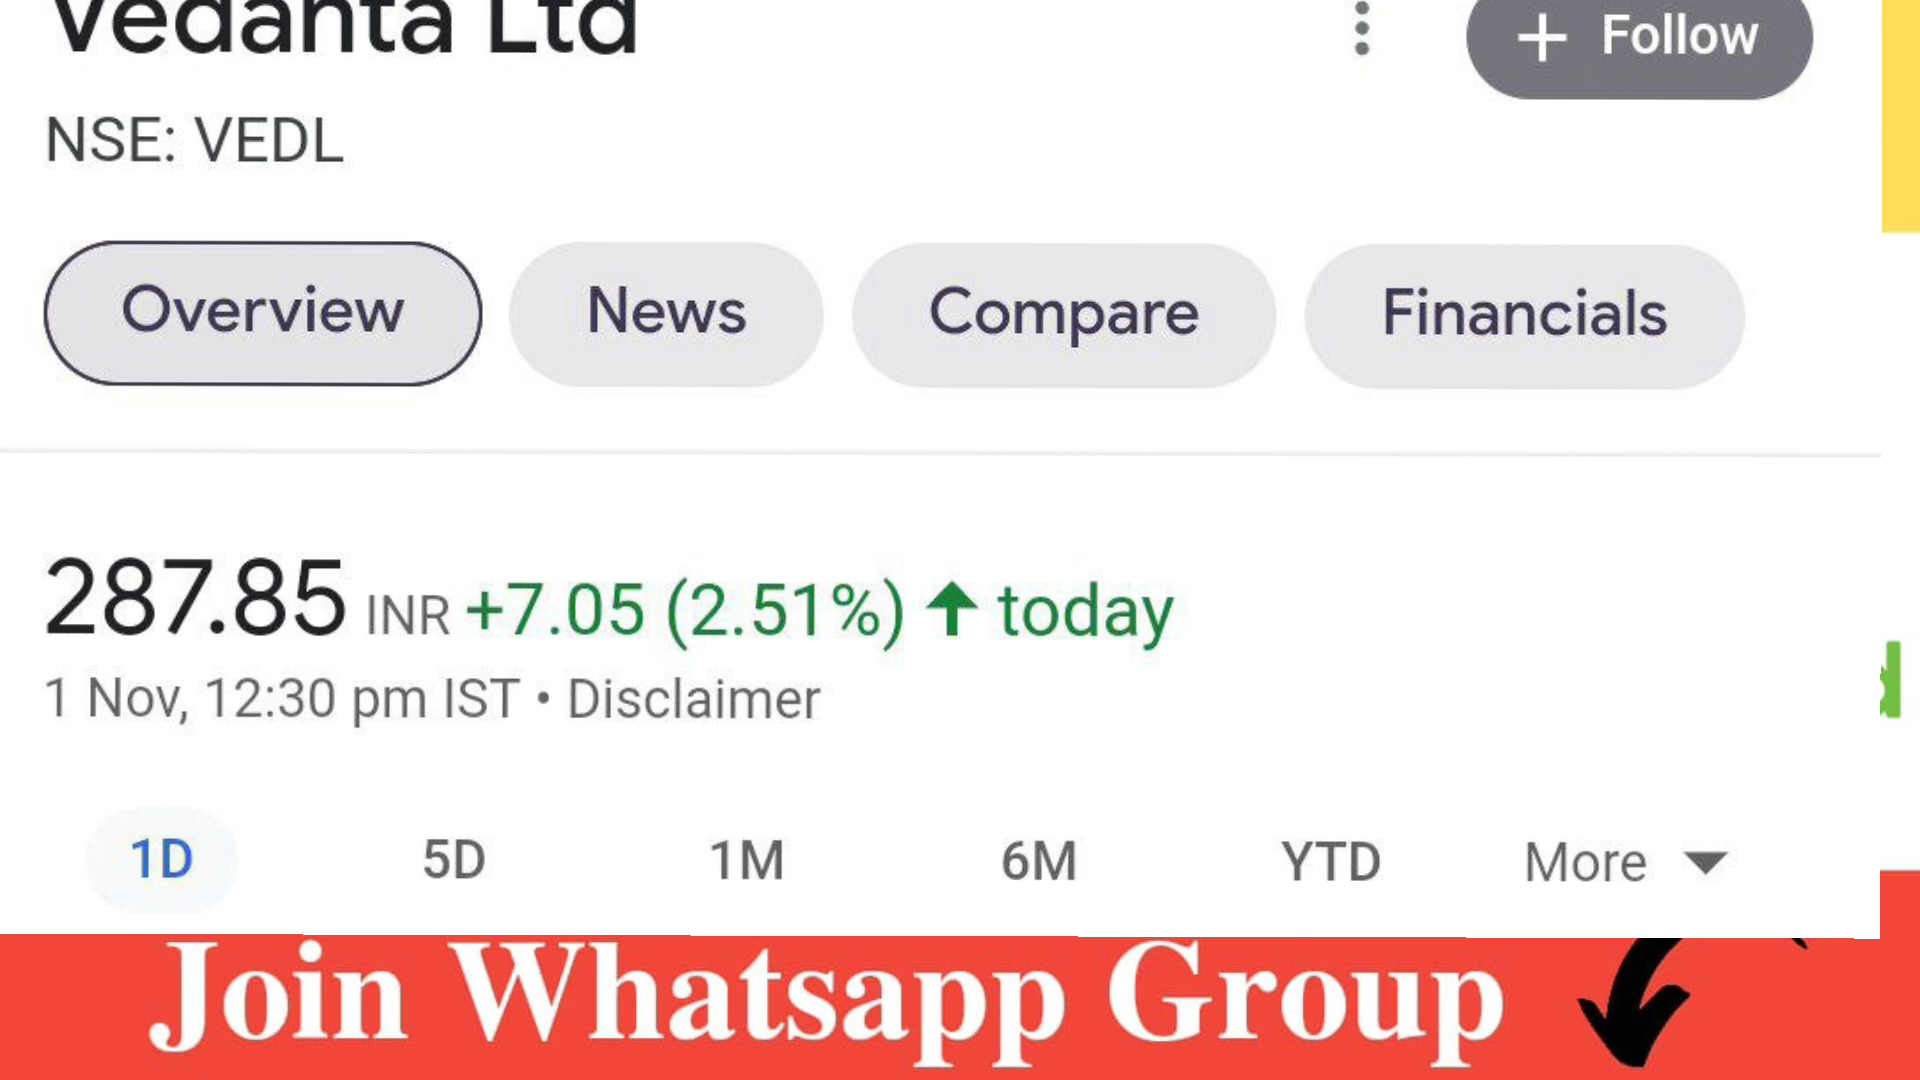 Vedanta Ltd
+ Follow
NSE: VEDL
Overview
News
Compare
Financials
287.85 INR +7.05 (2.51%) ↑ today
1 Nov, 12:30 pm IST • Disclaimer
1D
5D
1M
6M
YTD
More
Join Whatsapp Group